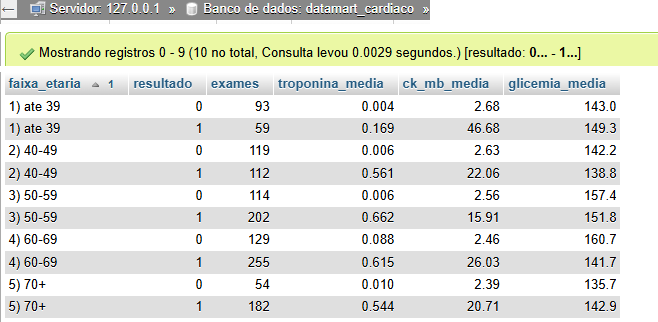 ← Servidor: 127.0.0.1 » Banco de dados: datamart_cardiaco »
Mostrando registros 0 - 9 (10 no total, Consulta levou 0.0029 segundos.) [resultado: 0... - 1...]
faixa_etaria 1 resultado exames troponina_media ck_mb_media glicemia_media
1) ate 39 0 93 0.004 2.68 143.0
1) ate 39 1 59 0.169 46.68 149.3
2) 40-49 0 119 0.006 2.63 142.2
2) 40-49 1 112 0.561 22.06 138.8
3) 50-59 0 114 0.006 2.56 157.4
3) 50-59 1 202 0.662 15.91 151.8
4) 60-69 0 129 0.088 2.46 160.7
4) 60-69 1 255 0.615 26.03 141.7
5) 70+ 0 54 0.010 2.39 135.7
5) 70+ 1 182 0.544 20.71 142.9